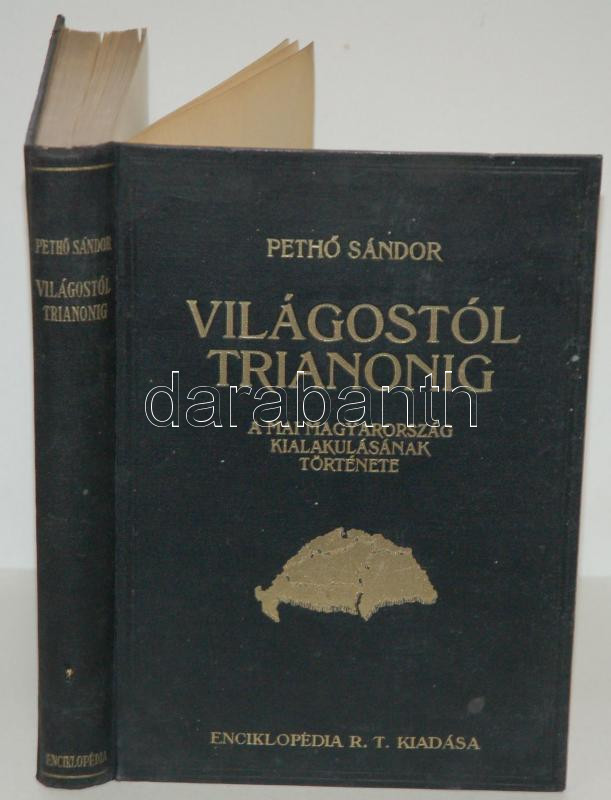 PETHŐ SÁNDOR
VILÁGOSTÓL
TRIANONIG
ENCIKLOPÉDIA
PETHŐ SÁNDOR
VILÁGOSTÓL
TRIANONIG
darabanth
A MAI MAGYARORSZÁG
KIALAKULÁSÁNAK
TÖRTÉNETE
ENCIKLOPÉDIA R. T. KIADÁSA